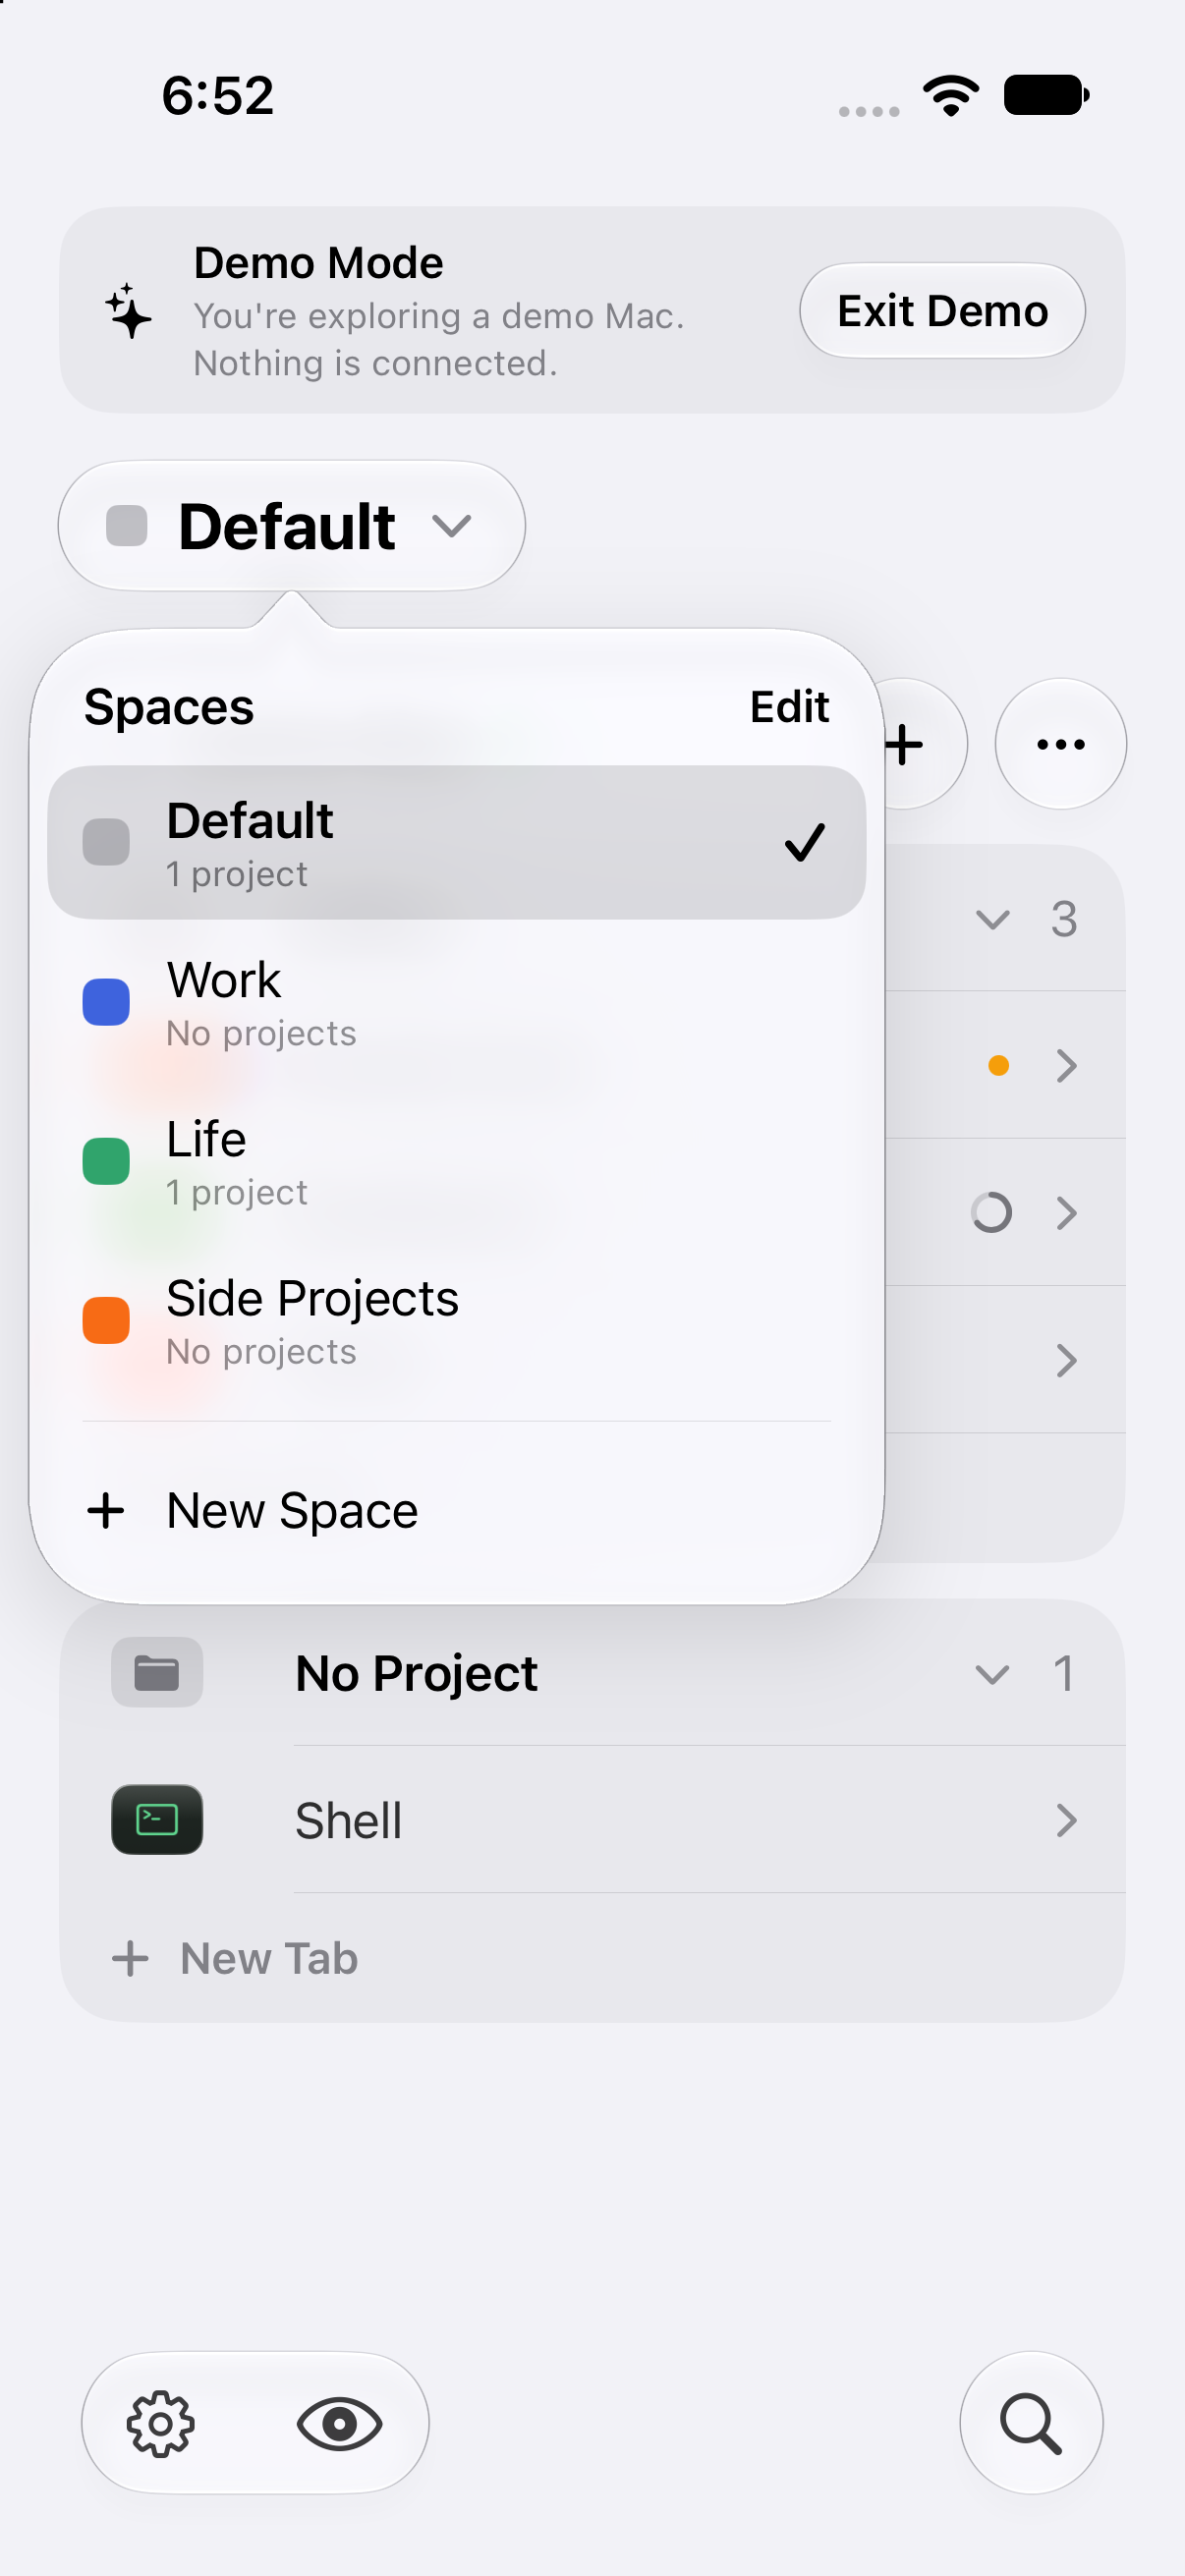 6:52
Demo Mode
You're exploring a demo Mac.
Nothing is connected.
Exit Demo
Default
Spaces
Edit
Default
1 project
3
Work
No projects
Life
1 project
Side Projects
No projects
New Space
No Project
1
Shell
New Tab